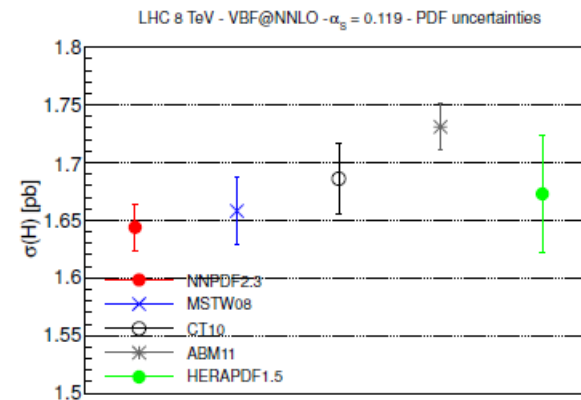 LHC 8 TeV - VBF@NNLO - αs = 0.119 - PDF uncertainties
σ(H) [pb]
1.8
1.75
1.7
1.65
1.6
1.55
1.5
NNPDF2.3
MSTW08
CT10
ABM11
HERAPDF1.5